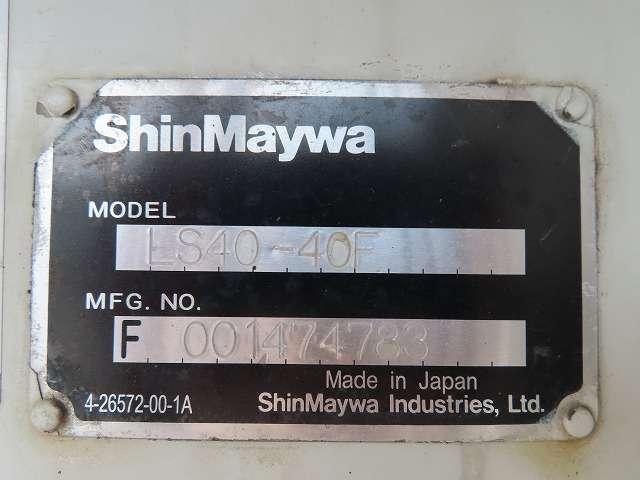 ShinMaywa
MODEL
LS40-40F
MFG. NO.
F 001474783
Made in Japan
4-26572-00-1A
ShinMaywa Industries, Ltd.